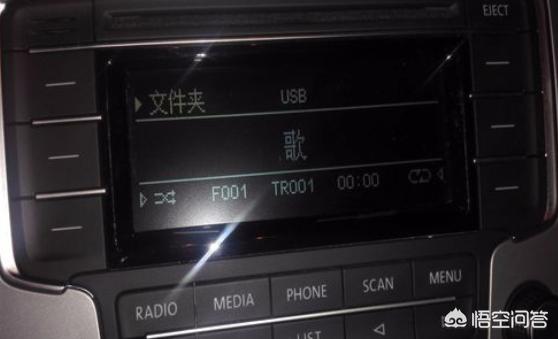 EJECT
文件夹 USB
歌
F001 TR001 00:00
RADIO MEDIA PHONE SCAN MENU
LIST
悟空问答